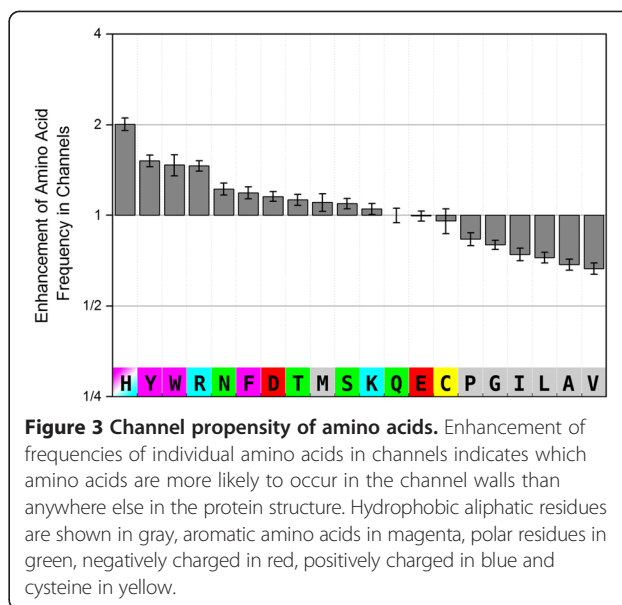 4
2
1
1/2
1/4
Enhancement of Amino Acid
Frequency in Channels
H Y W R N F D T M S K Q E C P G I L A V
Figure 3 Channel propensity of amino acids. Enhancement of
frequencies of individual amino acids in channels indicates which
amino acids are more likely to occur in the channel walls than
anywhere else in the protein structure. Hydrophobic aliphatic residues
are shown in gray, aromatic amino acids in magenta, polar residues in
green, negatively charged in red, positively charged in blue and
cysteine in yellow.